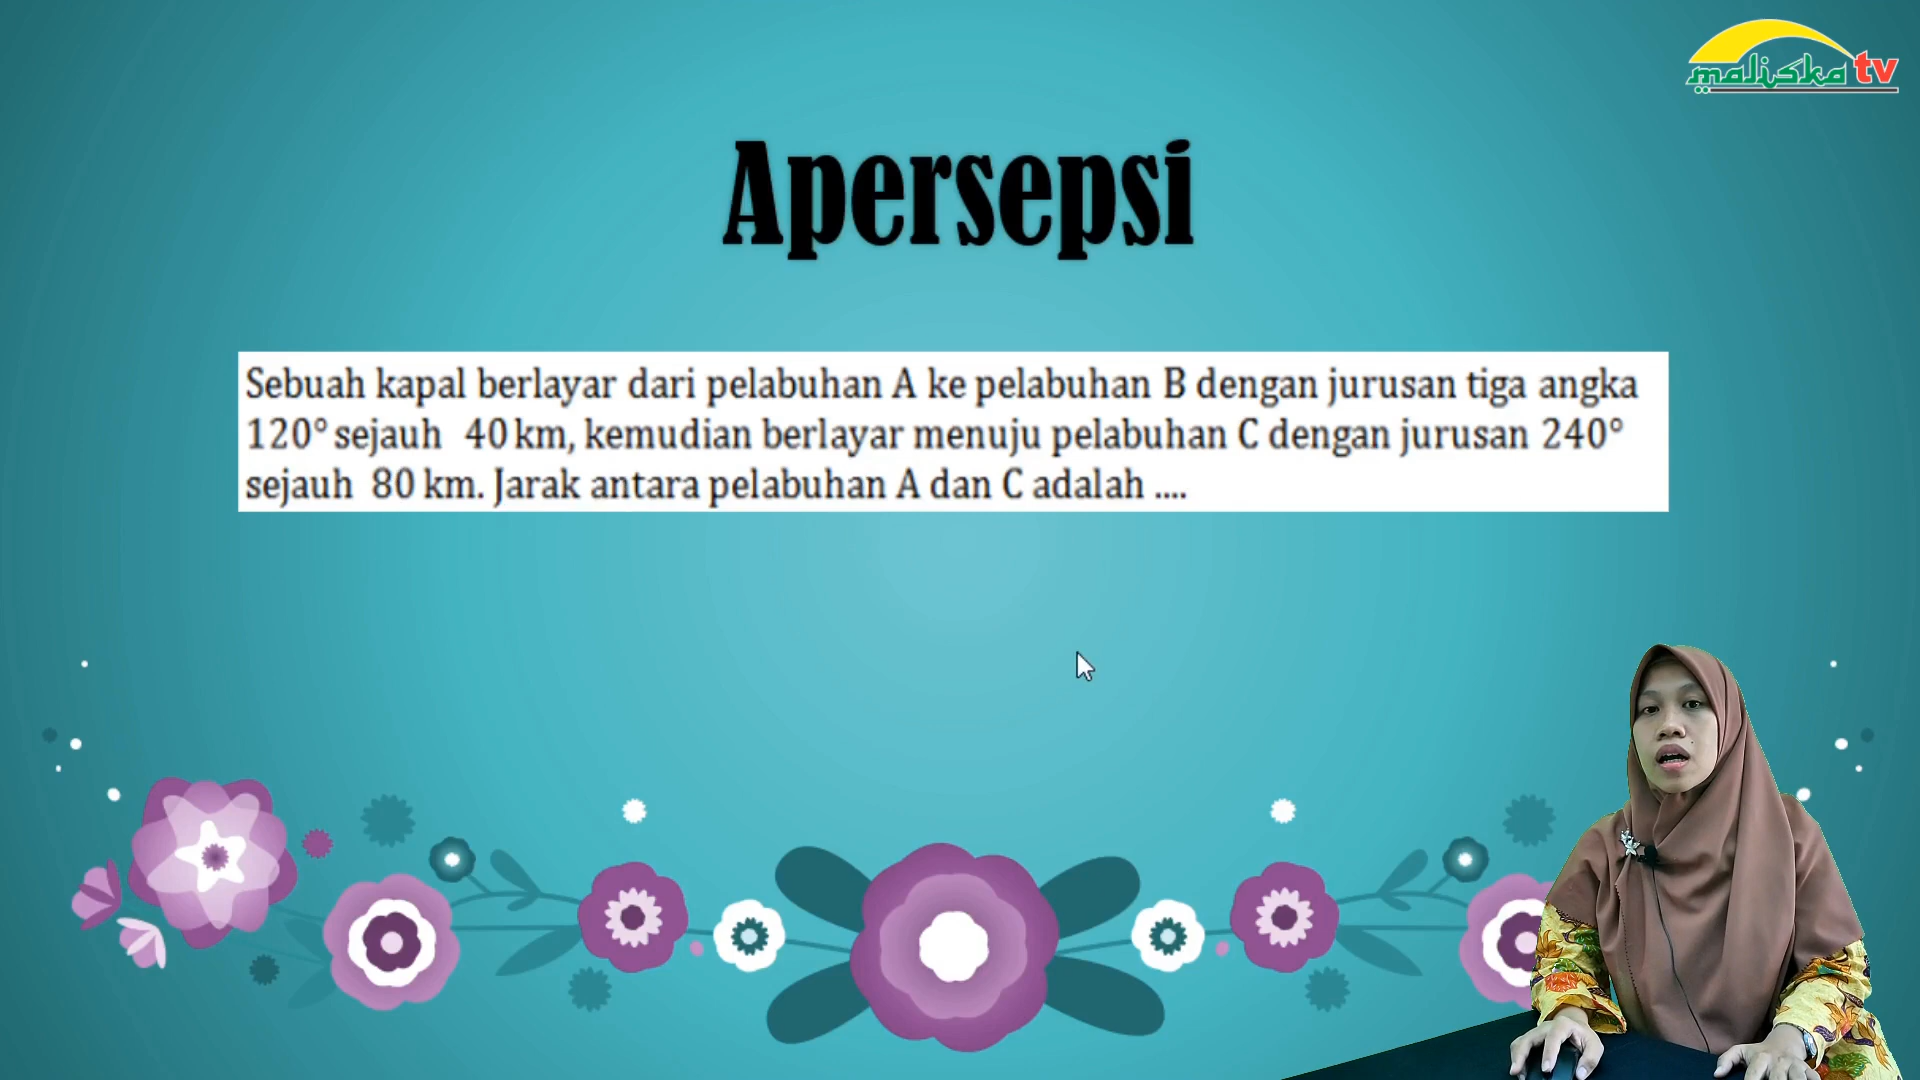 maliska tv
Apersepsi
Sebuah kapal berlayar dari pelabuhan A ke pelabuhan B dengan jurusan tiga angka
120° sejauh 40 km, kemudian berlayar menuju pelabuhan C dengan jurusan 240°
sejauh 80 km. Jarak antara pelabuhan A dan C adalah ....